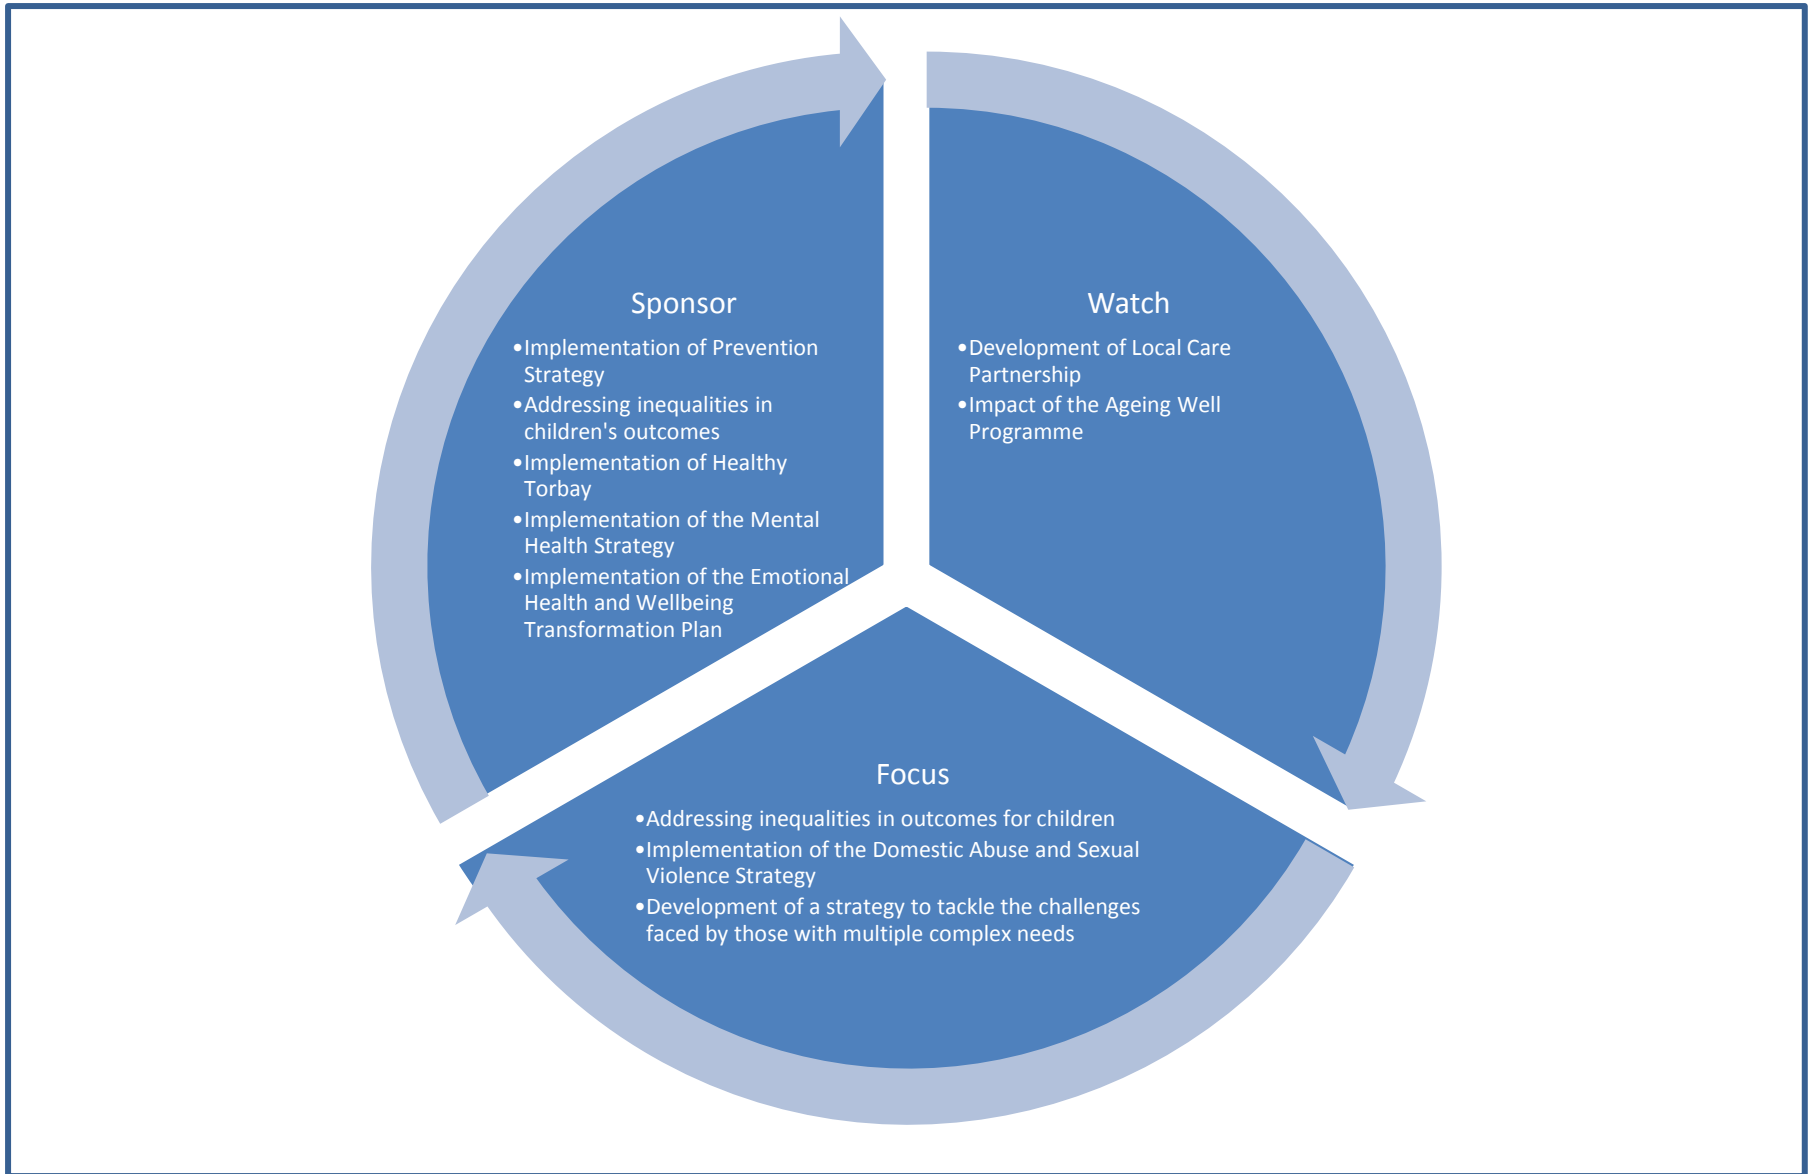 Sponsor
•Implementation of Prevention
Strategy
•Addressing inequalities in
children's outcomes
•Implementation of Healthy
Torbay
•Implementation of the Mental
Health Strategy
•Implementation of the Emotional
Health and Wellbeing
Transformation Plan
Watch
•Development of Local Care
Partnership
•Impact of the Ageing Well
Programme
Focus
•Addressing inequalities in outcomes for children
•Implementation of the Domestic Abuse and Sexual
Violence Strategy
•Development of a strategy to tackle the challenges
faced by those with multiple complex needs